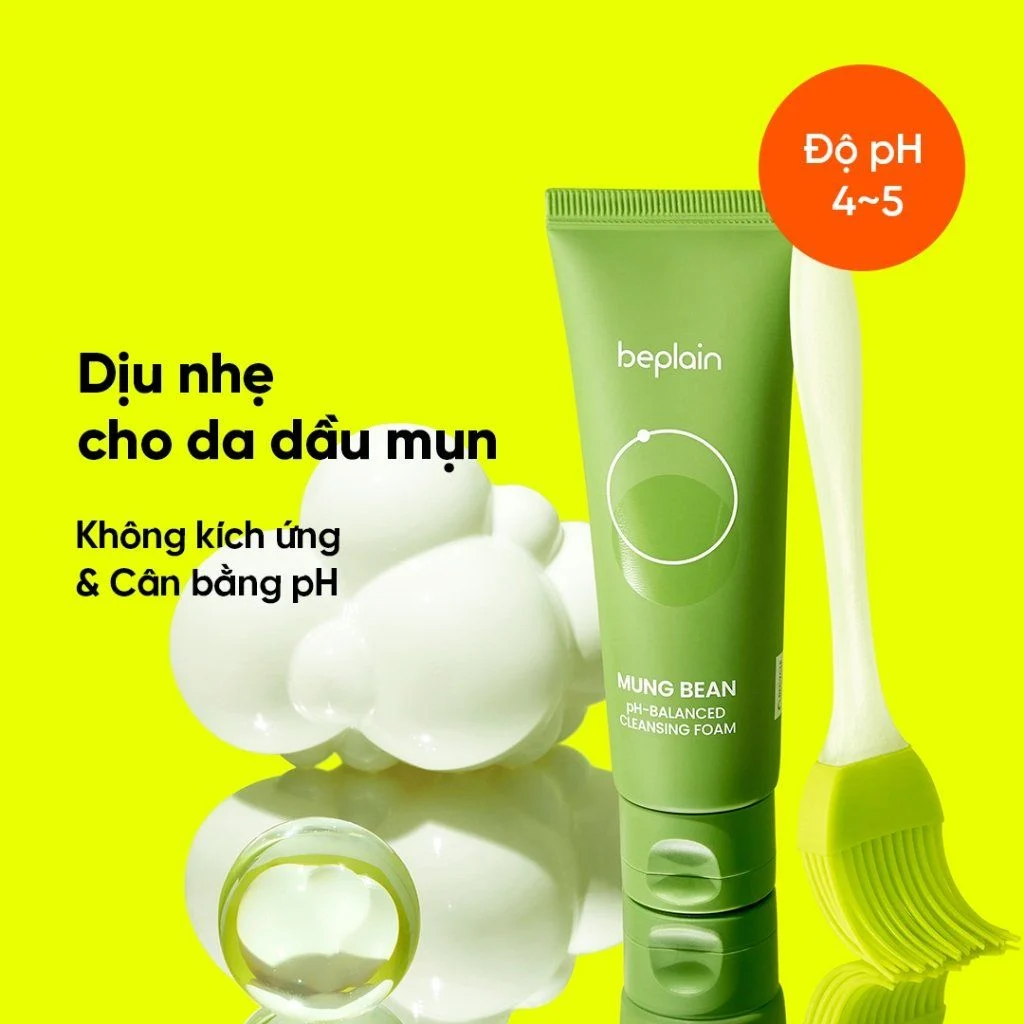 Độ pH
4~5
beplain
Dịu nhẹ
cho da dầu mụn
Không kích ứng
& Cân bằng pH
MUNG BEAN
pH-BALANCED
CLEANSING FOAM